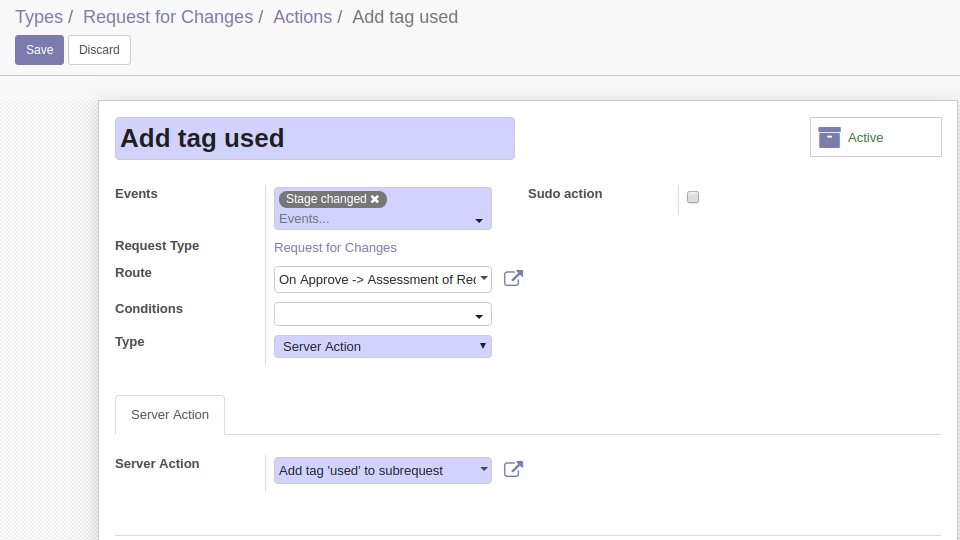 Types / Request for Changes / Actions / Add tag used
Save Discard
Add tag used
Active
Events
Stage changed ✖
Events...
Sudo action
Request Type
Request for Changes
Route
On Approve -> Assessment of Rec
Conditions
Type
Server Action
Server Action
Server Action
Add tag 'used' to subrequest